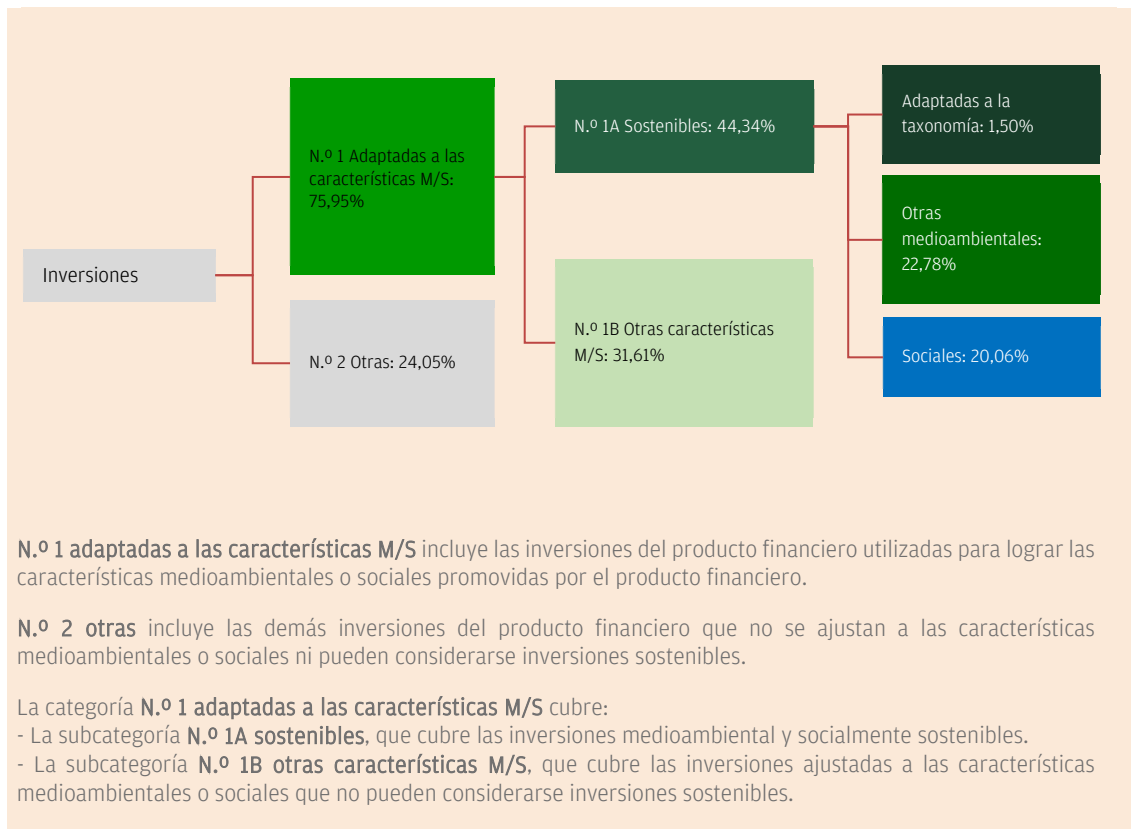 Inversiones
N.º 1 Adaptadas a las
características M/S:
75,95%
N.º 2 Otras: 24,05%
N.º 1A Sostenibles: 44,34%
N.º 1B Otras características
M/S: 31,61%
Adaptadas a la
taxonomía: 1,50%
Otras
medioambientales:
22,78%
Sociales: 20,06%
N.º 1 adaptadas a las características M/S incluye las inversiones del producto financiero utilizadas para lograr las
características medioambientales o sociales promovidas por el producto financiero.
N.º 2 otras incluye las demás inversiones del producto financiero que no se ajustan a las características
medioambientales o sociales ni pueden considerarse inversiones sostenibles.
La categoría N.º 1 adaptadas a las características M/S cubre:
- La subcategoría N.º 1A sostenibles, que cubre las inversiones medioambiental y socialmente sostenibles.
- La subcategoría N.º 1B otras características M/S, que cubre las inversiones ajustadas a las características
medioambientales o sociales que no pueden considerarse inversiones sostenibles.